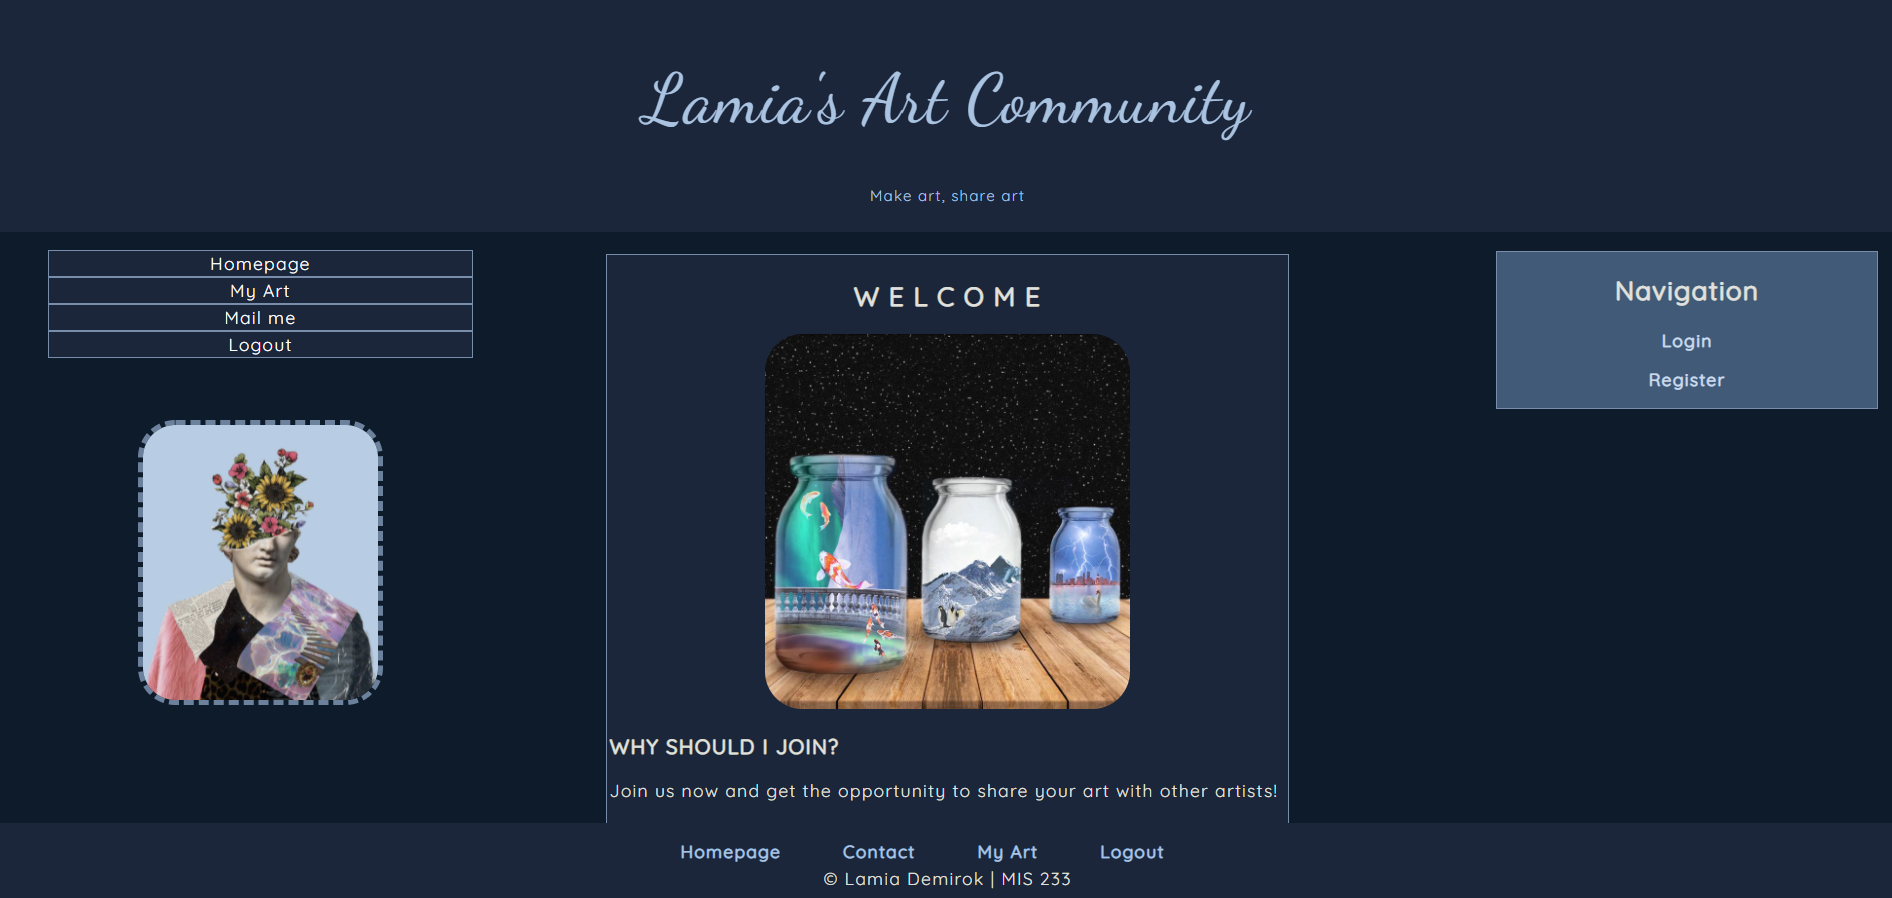 Lamia's Art Community
Make art, share art
Homepage
My Art
Mail me
Logout
WELCOME
WHY SHOULD I JOIN?
Join us now and get the opportunity to share your art with other artists!
Navigation
Login
Register
Homepage Contact My Art Logout
© Lamia Demirok | MIS 233